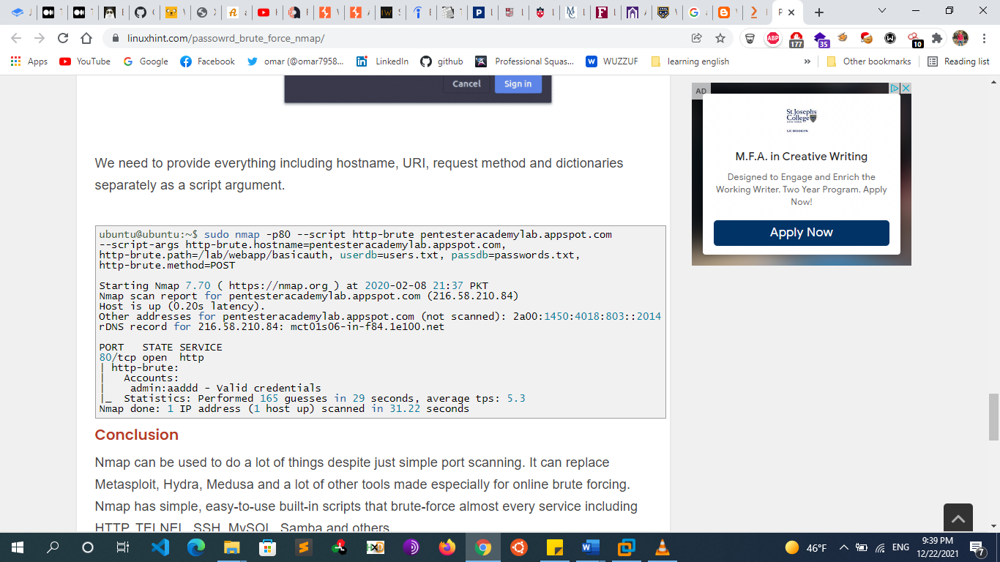 linuxhint.com/passowrd_brute_force_nmap/
ABP
177
35
10
Apps
YouTube
Google
Facebook
omar (@omar7958...
LinkedIn
github
Professional Squas...
WUZZUF
learning english
»
Other bookmarks
Reading list
Cancel
Sign in
We need to provide everything including hostname, URI, request method and dictionaries
separately as a script argument.
ubuntu@ubuntu:~$ sudo nmap -p80 --script http-brute pentesteracademylab.appspot.com
--script-args http-brute.hostname=pentesteracademylab.appspot.com,
http-brute.path=/lab/webapp/basicauth, userdb=users.txt, passdb=passwords.txt,
http-brute.method=POST
Starting Nmap 7.70 ( https://nmap.org ) at 2020-02-08 21:37 PKT
Nmap scan report for pentesteracademylab.appspot.com (216.58.210.84)
Host is up (0.20s latency).
Other addresses for pentesteracademylab.appspot.com (not scanned): 2a00:1450:4018:803::2014
rDNS record for 216.58.210.84: mct01s06-in-f84.1e100.net
PORT   STATE SERVICE
80/tcp open  http
| http-brute:
|   Accounts:
|    admin:aaddd - Valid credentials
|_  Statistics: Performed 165 guesses in 29 seconds, average tps: 5.3
Nmap done: 1 IP address (1 host up) scanned in 31.22 seconds
Conclusion
Nmap can be used to do a lot of things despite just simple port scanning. It can replace
Metasploit, Hydra, Medusa and a lot of other tools made especially for online brute forcing.
Nmap has simple, easy-to-use built-in scripts that brute-force almost every service including
HTTP, TELNEL, SSH, MySQL, Samba and others
AD
St Joseph's
College
NEW YORK
SJC BROOKLYN
M.F.A. in Creative Writing
Designed to Engage and Enrich the
Working Writer. Two Year Program. Apply
Now!
Apply Now
46°F
ENG
9:39 PM
12/22/2021
7